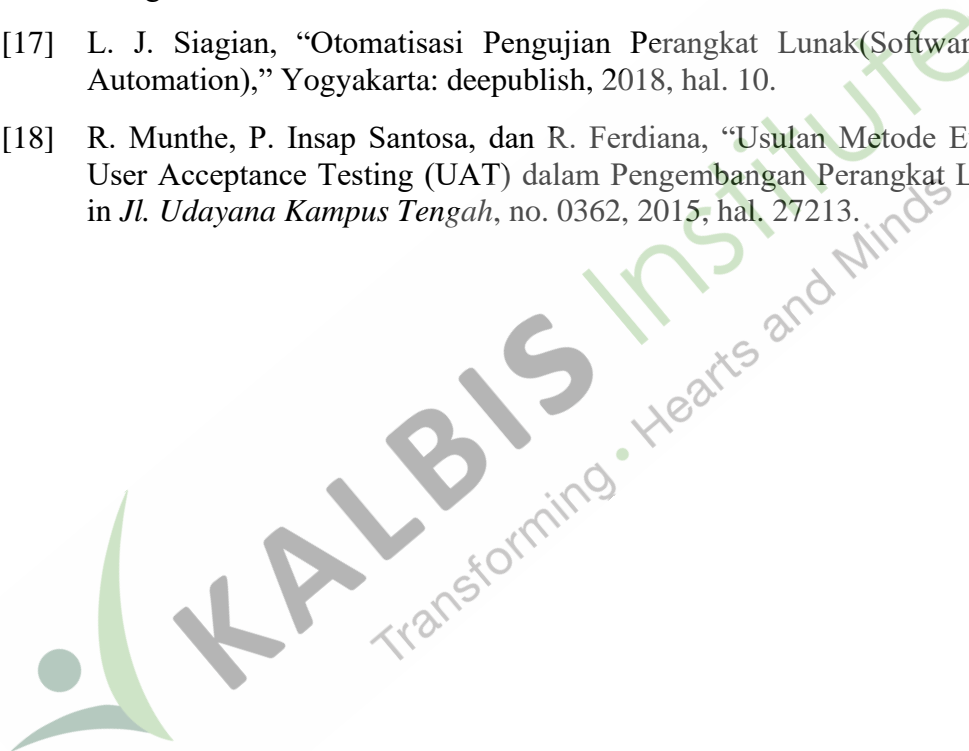 [17] L. J. Siagian, “Otomatisasi Pengujian Perangkat Lunak(Softwar
Automation),” Yogyakarta: deepublish, 2018, hal. 10.
[18] R. Munthe, P. Insap Santosa, dan R. Ferdiana, “Usulan Metode E
User Acceptance Testing (UAT) dalam Pengembangan Perangkat L
in Jl. Udayana Kampus Tengah, no. 0362, 2015, hal. 27213.
KALBIS Institute
Transforming • Hearts and Minds